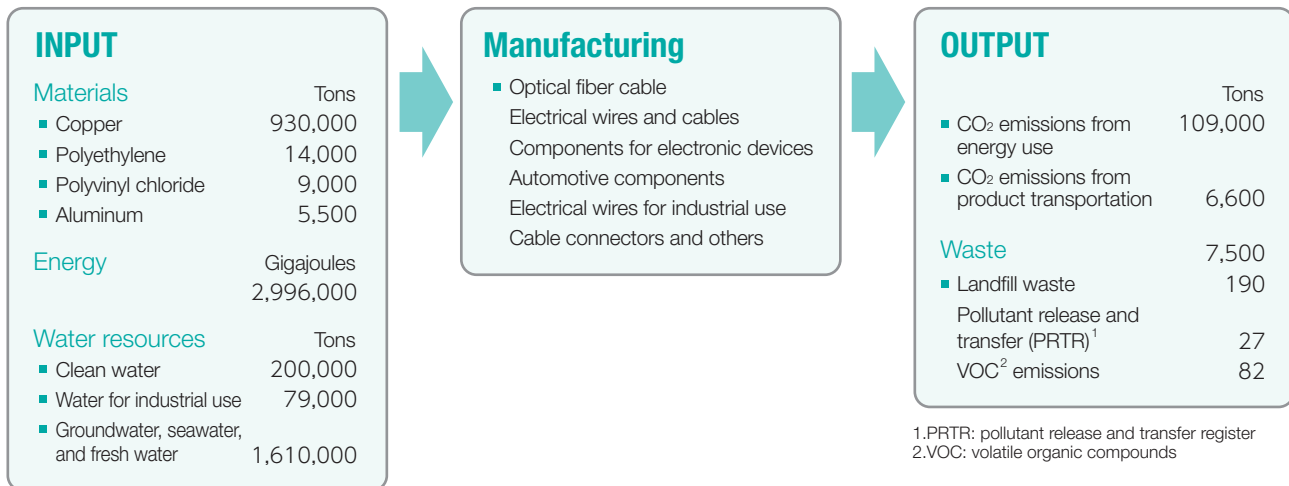 INPUT
Materials Tons
Copper 930,000
Polyethylene 14,000
Polyvinyl chloride 9,000
Aluminum 5,500
Energy Gigajoules
2,996,000
Water resources Tons
Clean water 200,000
Water for industrial use 79,000
Groundwater, seawater,
and fresh water 1,610,000
Manufacturing
Optical fiber cable
Electrical wires and cables
Components for electronic devices
Automotive components
Electrical wires for industrial use
Cable connectors and others
OUTPUT
Tons
CO2 emissions from 109,000
energy use
CO2 emissions from
product transportation 6,600
Waste 7,500
Landfill waste 190
Pollutant release and
transfer (PRTR)1 27
VOC2 emissions 82
1.PRTR: pollutant release and transfer register
2.VOC: volatile organic compounds